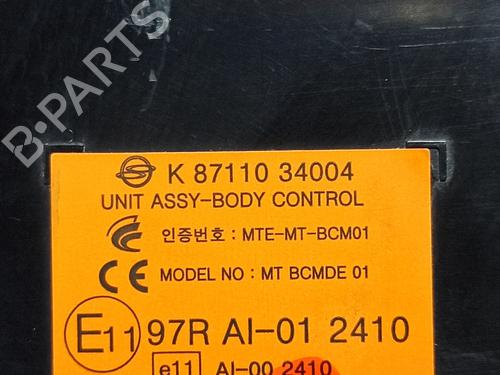 B-PARTS
K 87110 34004
UNIT ASSY-BODY CONTROL
인증번호 : MTE-MT-BCM01
CE MODEL NO : MT BCMDE 01
E11 97R AI-01 2410
e11 AI-00 2410